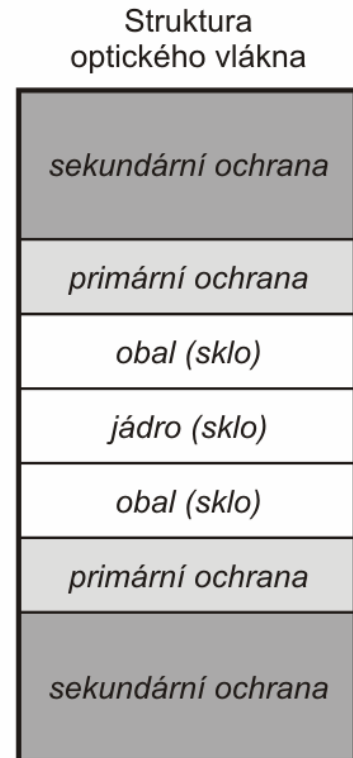 Struktura
optického vlákna
sekundární ochrana
primární ochrana
obal (sklo)
jádro (sklo)
obal (sklo)
primární ochrana
sekundární ochrana